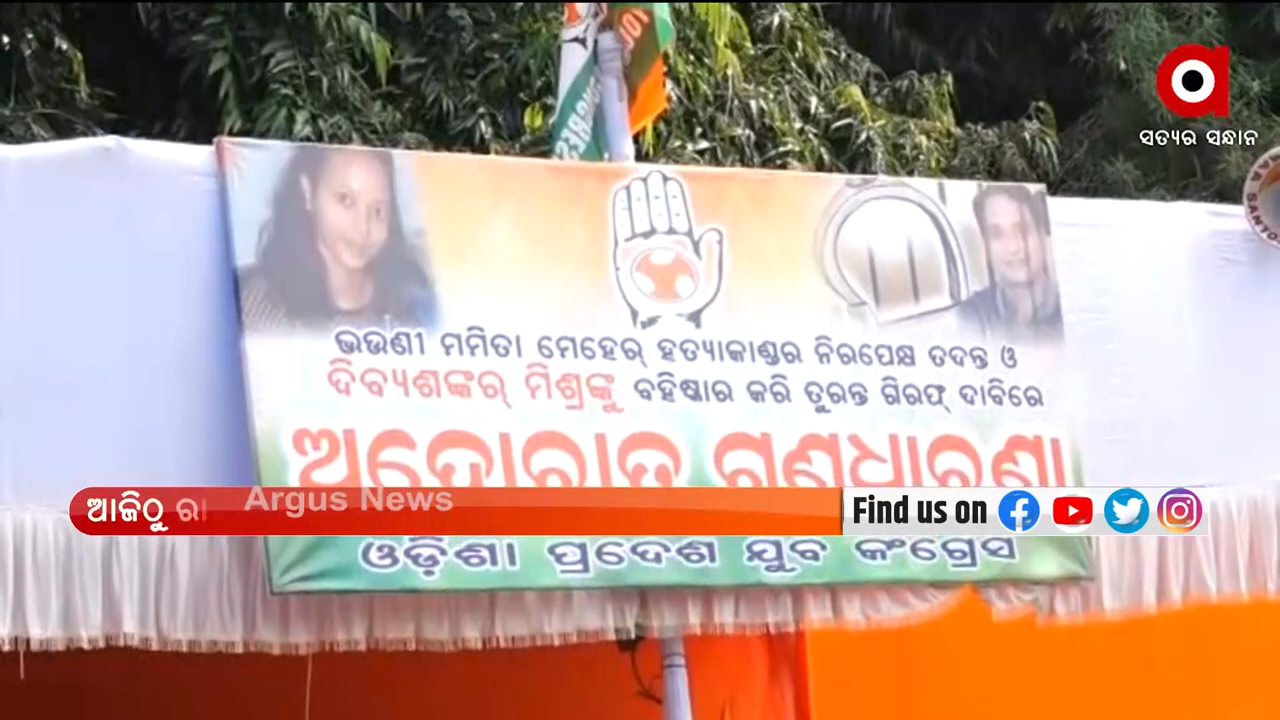 ସତ୍ୟର ସନ୍ଧାନ
ଭଉଣୀ ମମିତା ମେହେର୍ ହତ୍ୟାକାଣ୍ଡର ନିରପେକ୍ଷ ତଦନ୍ତ ଓ
ଦିବ୍ୟଶଙ୍କର୍ ମିଶ୍ରଙ୍କୁ ବହିଷ୍କାର କରି ତୁରନ୍ତ ଗିରଫ୍ ଦାବିରେ
ଅହୋରାତ୍ର ଗଣଧାରଣା
ଆଜିଠୁ ରା
Argus News
Find us on
ଓଡ଼ିଶା ପ୍ରଦେଶ ଯୁବ କଂଗ୍ରେସ